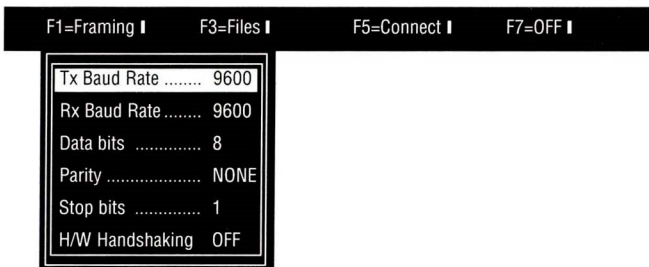 F1=Framing F3=Files F5=Connect F7=OFF
Tx Baud Rate ........ 9600
Rx Baud Rate ........ 9600
Data bits .............. 8
Parity .................... NONE
Stop bits .............. 1
H/W Handshaking OFF